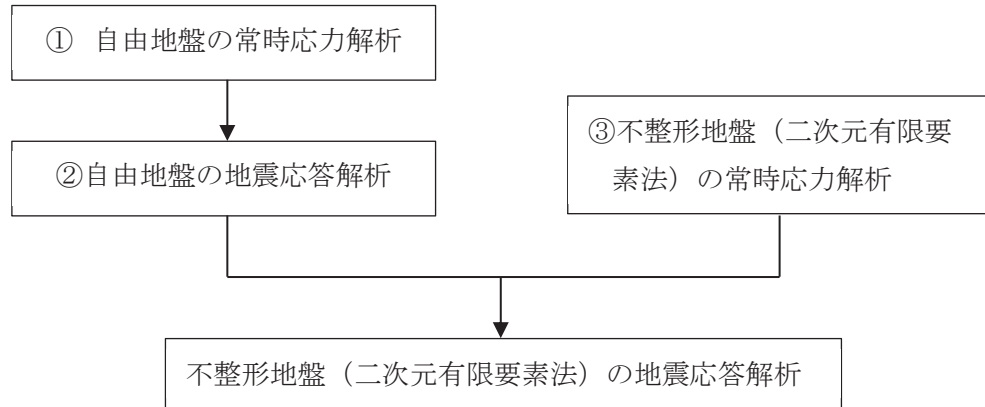 ① 自由地盤の常時応力解析
②自由地盤の地震応答解析
③不整形地盤（二次元有限要
素法）の常時応力解析
不整形地盤（二次元有限要素法）の地震応答解析